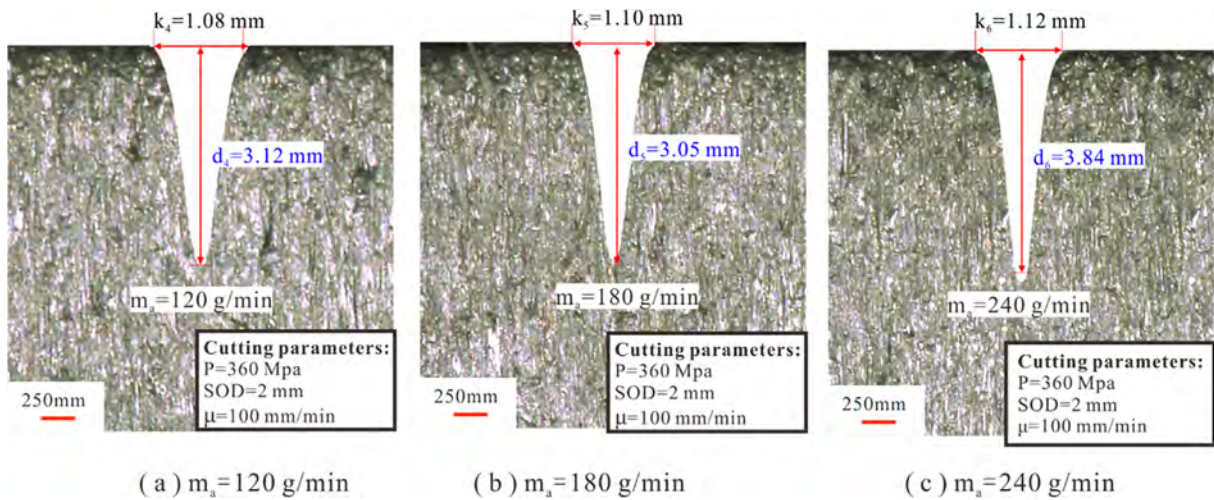 k₄=1.08 mm
d₄=3.12 mm
mₐ=120 g/min
Cutting parameters:
P=360 Mpa
SOD=2 mm
μ=100 mm/min
250mm
( a ) mₐ=120 g/min
k₅=1.10 mm
d₅=3.05 mm
mₐ=180 g/min
Cutting parameters:
P=360 Mpa
SOD=2 mm
μ=100 mm/min
250mm
( b ) mₐ=180 g/min
k₆=1.12 mm
d₆=3.84 mm
mₐ=240 g/min
Cutting parameters:
P=360 Mpa
SOD=2 mm
μ=100 mm/min
250mm
( c ) mₐ=240 g/min